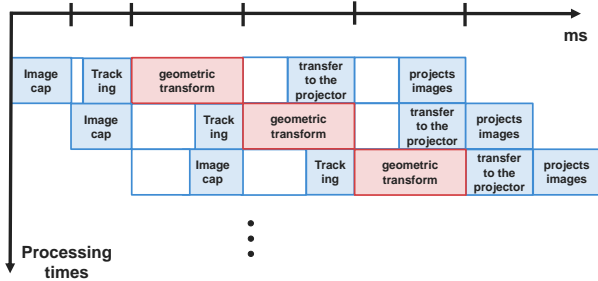 ms
Image
cap
Track
ing
geometric
transform
transfer
to the
projector
projects
images
Image
cap
Track
ing
geometric
transform
transfer
to the
projector
projects
images
Image
cap
Track
ing
geometric
transform
transfer
to the
projector
projects
images
Processing
times